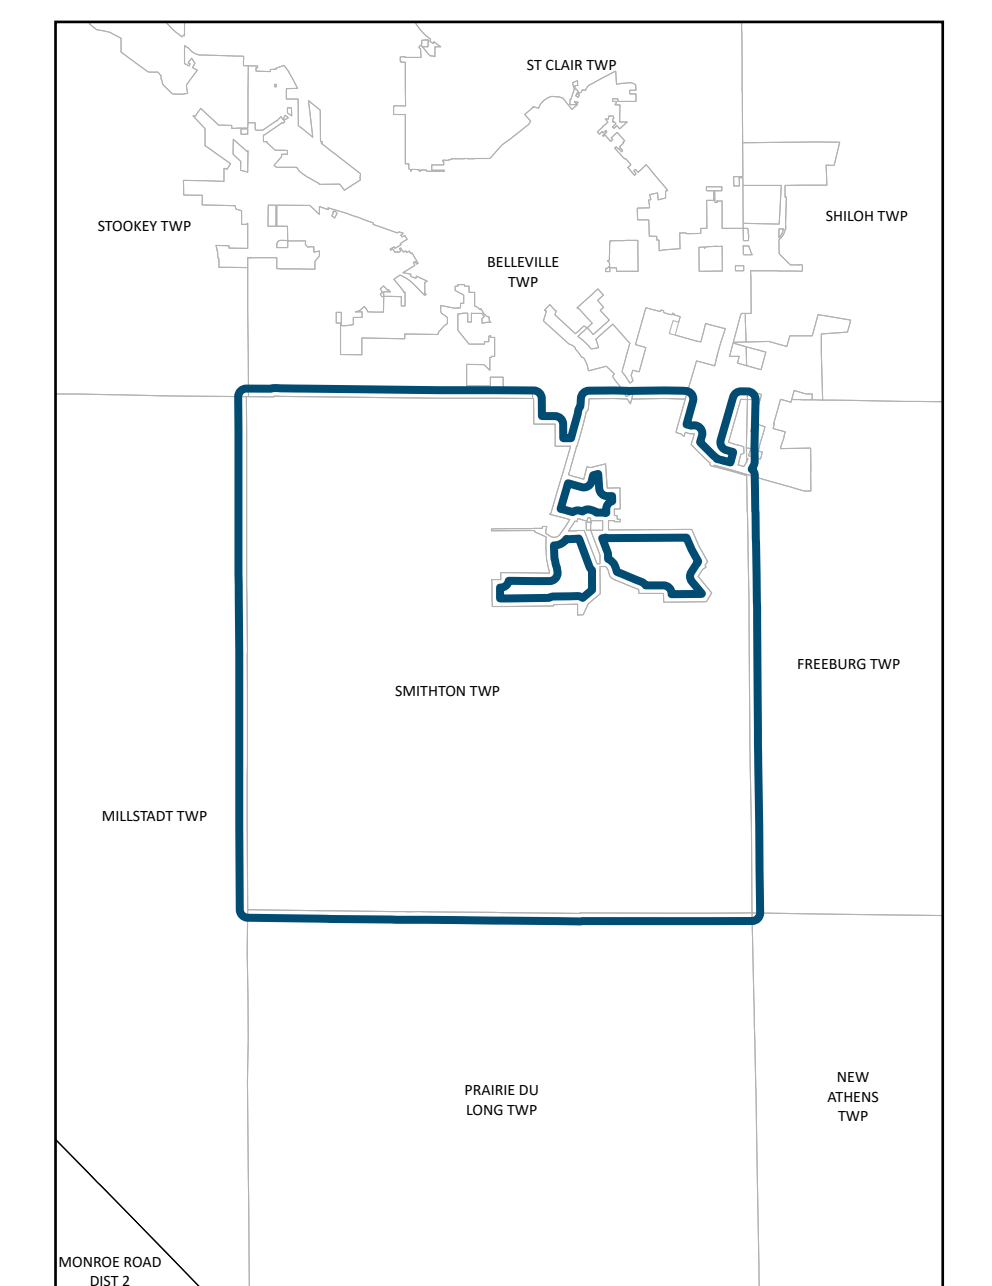 ST CLAIR TWP
STOOKEY TWP
SHILOH TWP
BELLEVILLE
TWP
FREEBURG TWP
SMITHTON TWP
MILLSTADT TWP
PRAIRIE DU
LONG TWP
NEW
ATHENS
TWP
MONROE ROAD
DIST 2